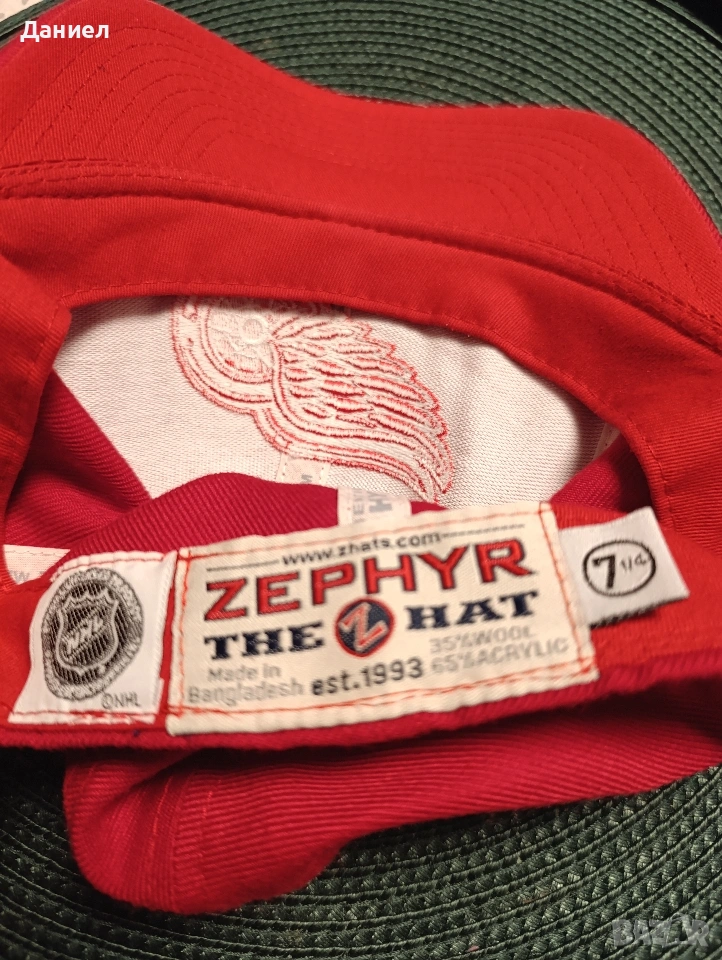 Даниел
www.zhats.com
ZEPHYR
THE Z HAT
Made in
Bangladesh
est.1993
35%WOOL
65%ACRYLIC
7 1/4
NHL
©NHL